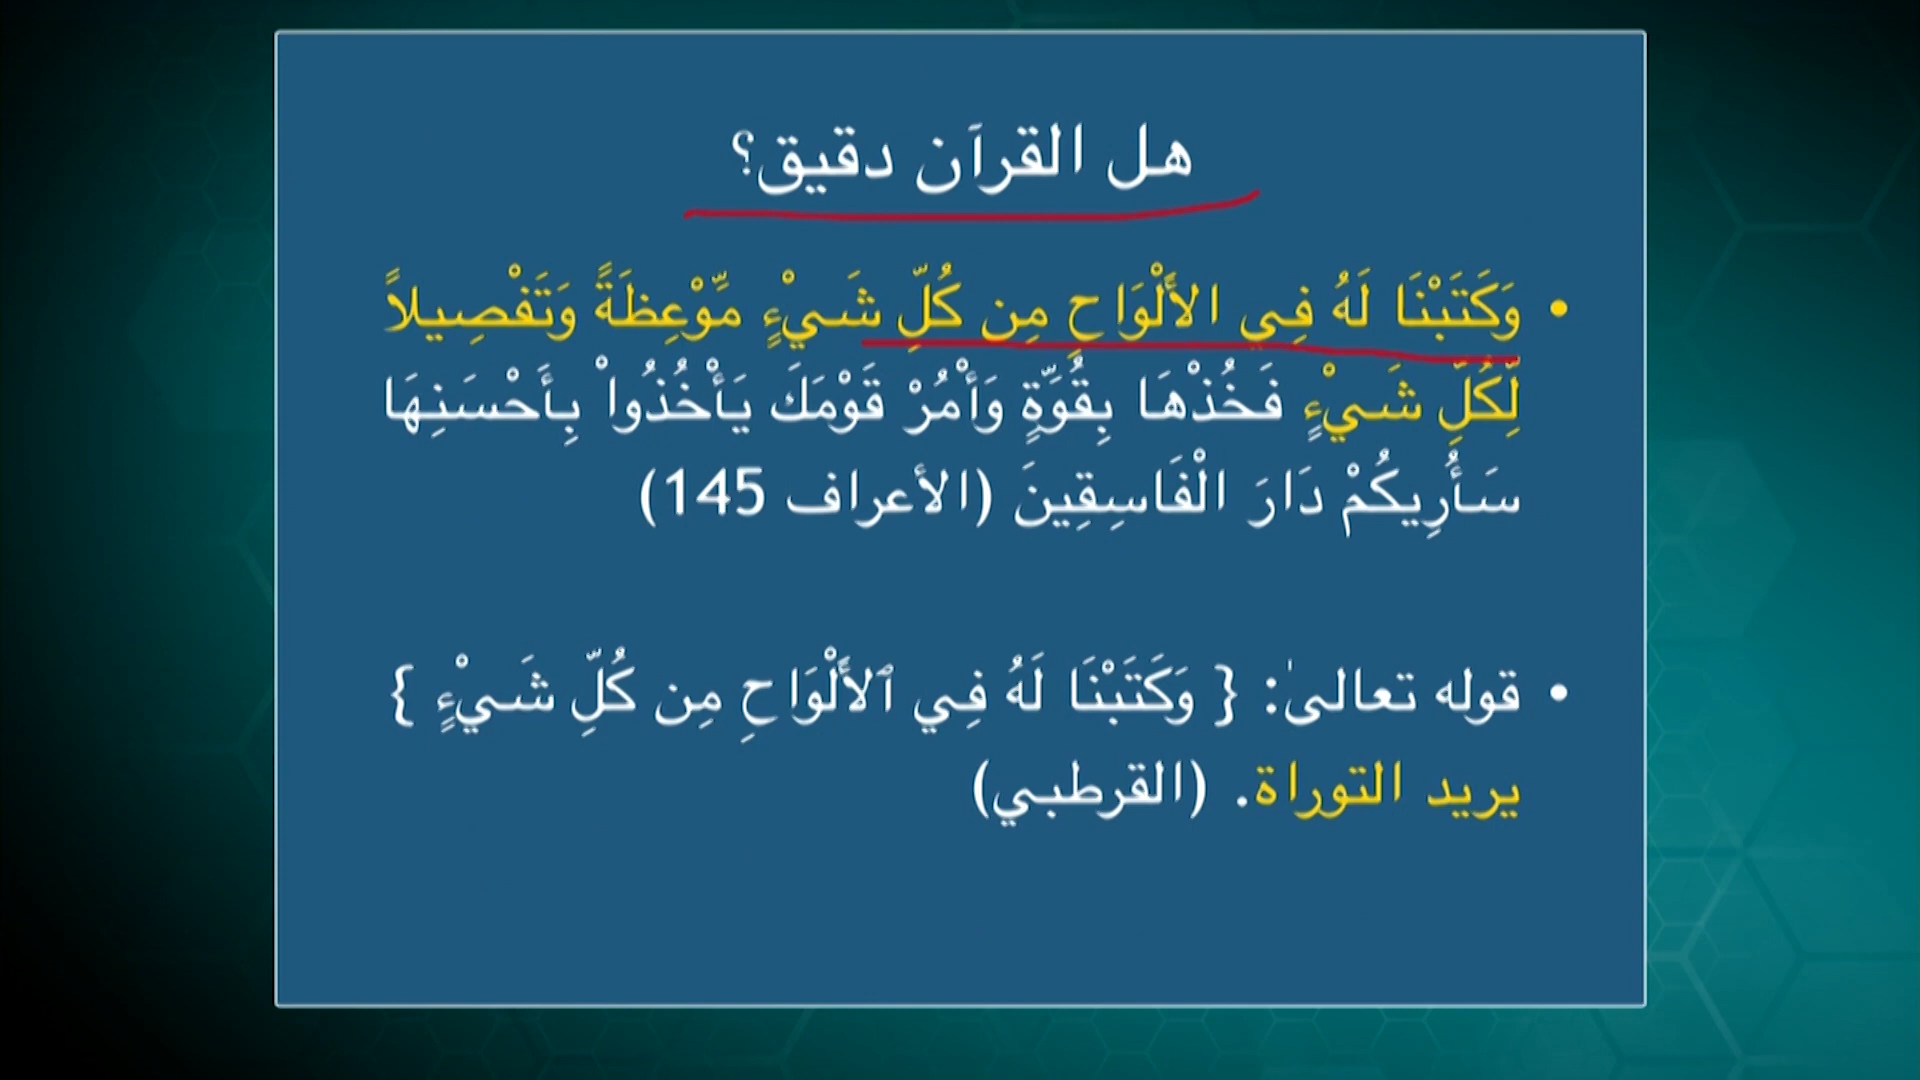 هل القرآن دقيق؟
• وَكَتَبْنَا لَهُ فِي الأَلْوَاحِ مِن كُلِّ شَيْءٍ مَّوْعِظَةً وَتَفْصِيلاً
لِّكُلِّ شَيْءٍ فَخُذْهَا بِقُوَّةٍ وَأْمُرْ قَوْمَكَ يَأْخُذُواْ بِأَحْسَنِهَا
سَأُرِيكُمْ دَارَ الْفَاسِقِينَ (الأعراف 145)
• قوله تعالىٰ: { وَكَتَبْنَا لَهُ فِي ٱلأَلْوَاحِ مِن كُلِّ شَيْءٍ }
يريد التوراة. (القرطبي)